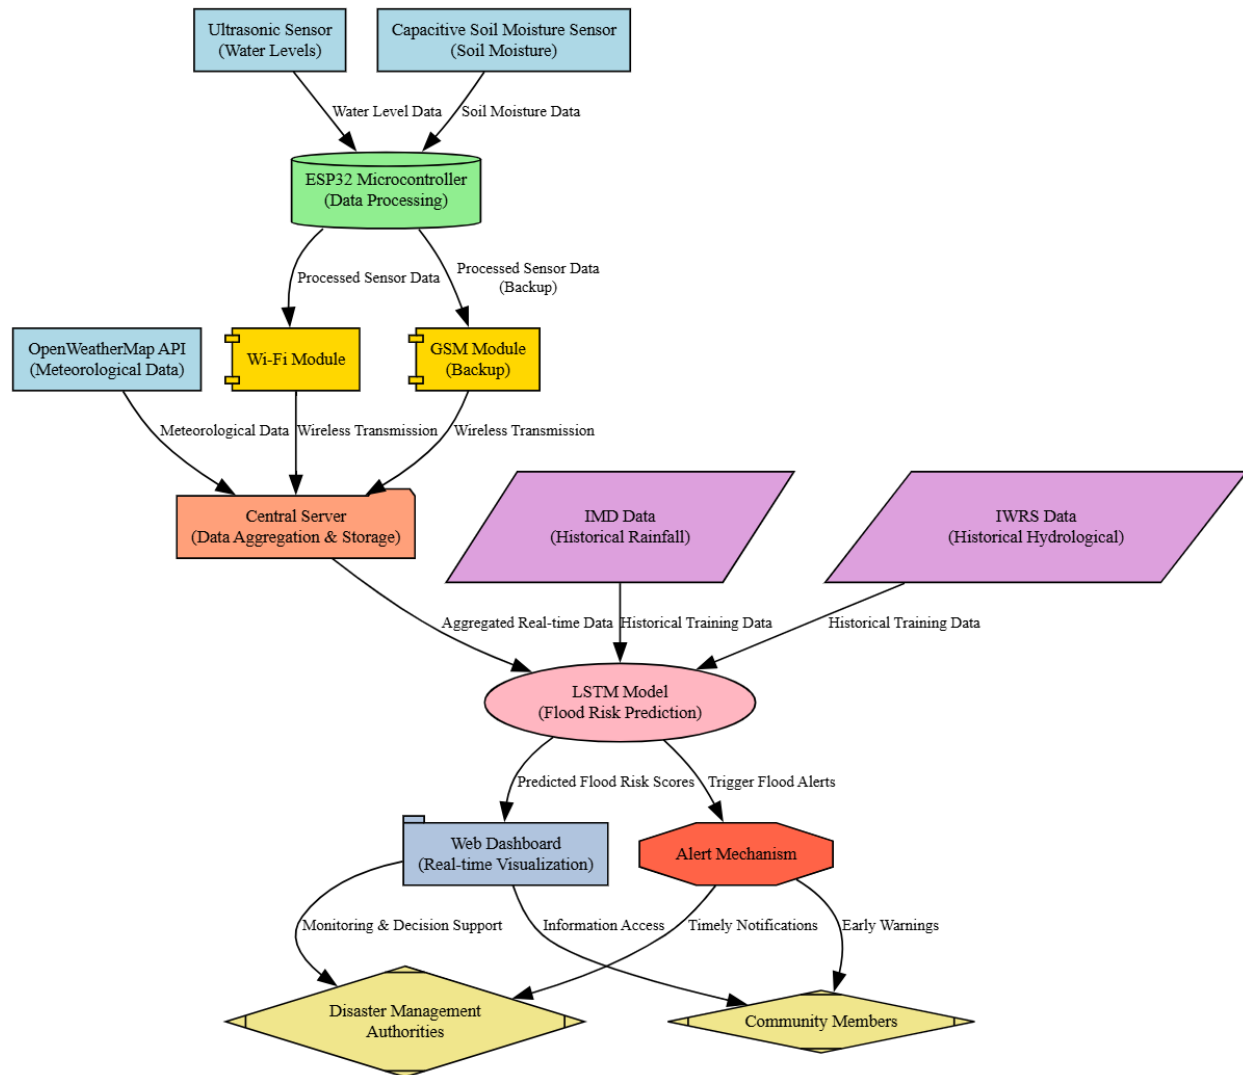 Ultrasonic Sensor
(Water Levels)
Capacitive Soil Moisture Sensor
(Soil Moisture)
Water Level Data
Soil Moisture Data
ESP32 Microcontroller
(Data Processing)
Processed Sensor Data
Processed Sensor Data
(Backup)
OpenWeatherMap API
(Meteorological Data)
Wi-Fi Module
GSM Module
(Backup)
Meteorological Data
Wireless Transmission
Wireless Transmission
Central Server
(Data Aggregation & Storage)
IMD Data
(Historical Rainfall)
IWRS Data
(Historical Hydrological)
Aggregated Real-time Data
Historical Training Data
Historical Training Data
LSTM Model
(Flood Risk Prediction)
Predicted Flood Risk Scores
Trigger Flood Alerts
Web Dashboard
(Real-time Visualization)
Alert Mechanism
Monitoring & Decision Support
Information Access
Timely Notifications
Early Warnings
Disaster Management
Authorities
Community Members